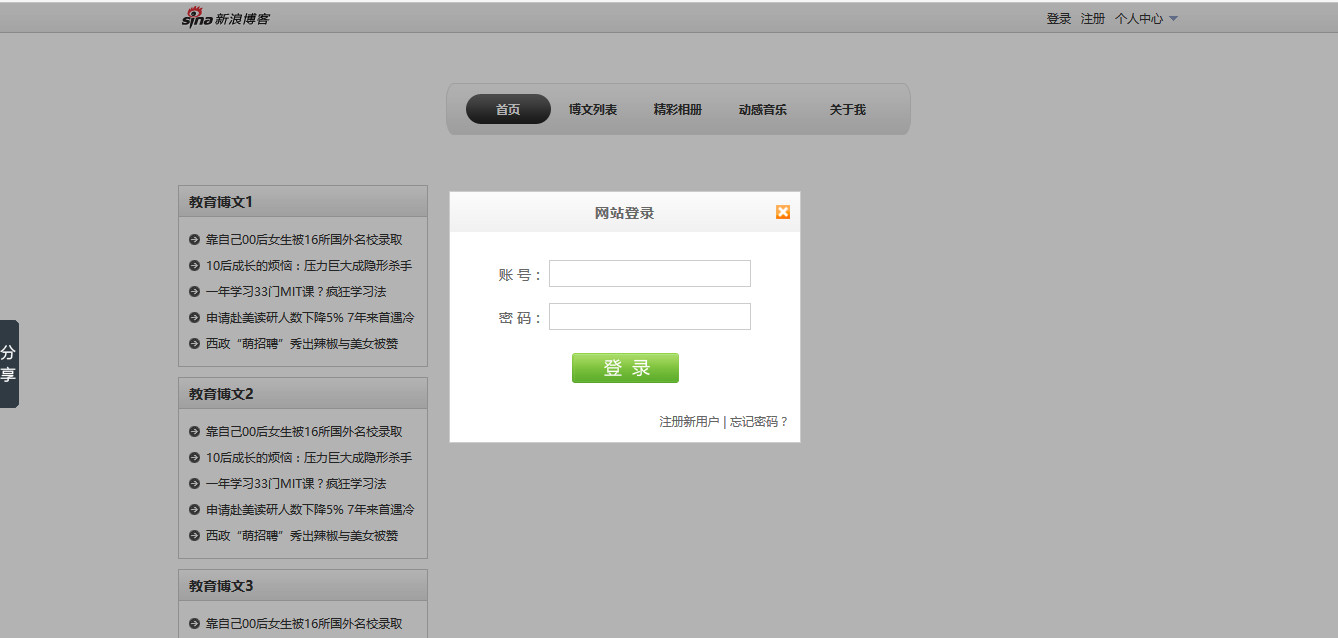 sina 新浪博客
登录 注册 个人中心
首页 博文列表 精彩相册 动感音乐 关于我
教育博文1
靠自己00后女生被16所国外名校录取
10后成长的烦恼：压力巨大成隐形杀手
一年学习33门MIT课？疯狂学习法
申请赴美读研人数下降5% 7年来首遇冷
西政“萌招聘”秀出辣椒与美女被赞
教育博文2
靠自己00后女生被16所国外名校录取
10后成长的烦恼：压力巨大成隐形杀手
一年学习33门MIT课？疯狂学习法
申请赴美读研人数下降5% 7年来首遇冷
西政“萌招聘”秀出辣椒与美女被赞
教育博文3
靠自己00后女生被16所国外名校录取
分
享
网站登录
账 号：
密 码：
登 录
注册新用户 | 忘记密码？